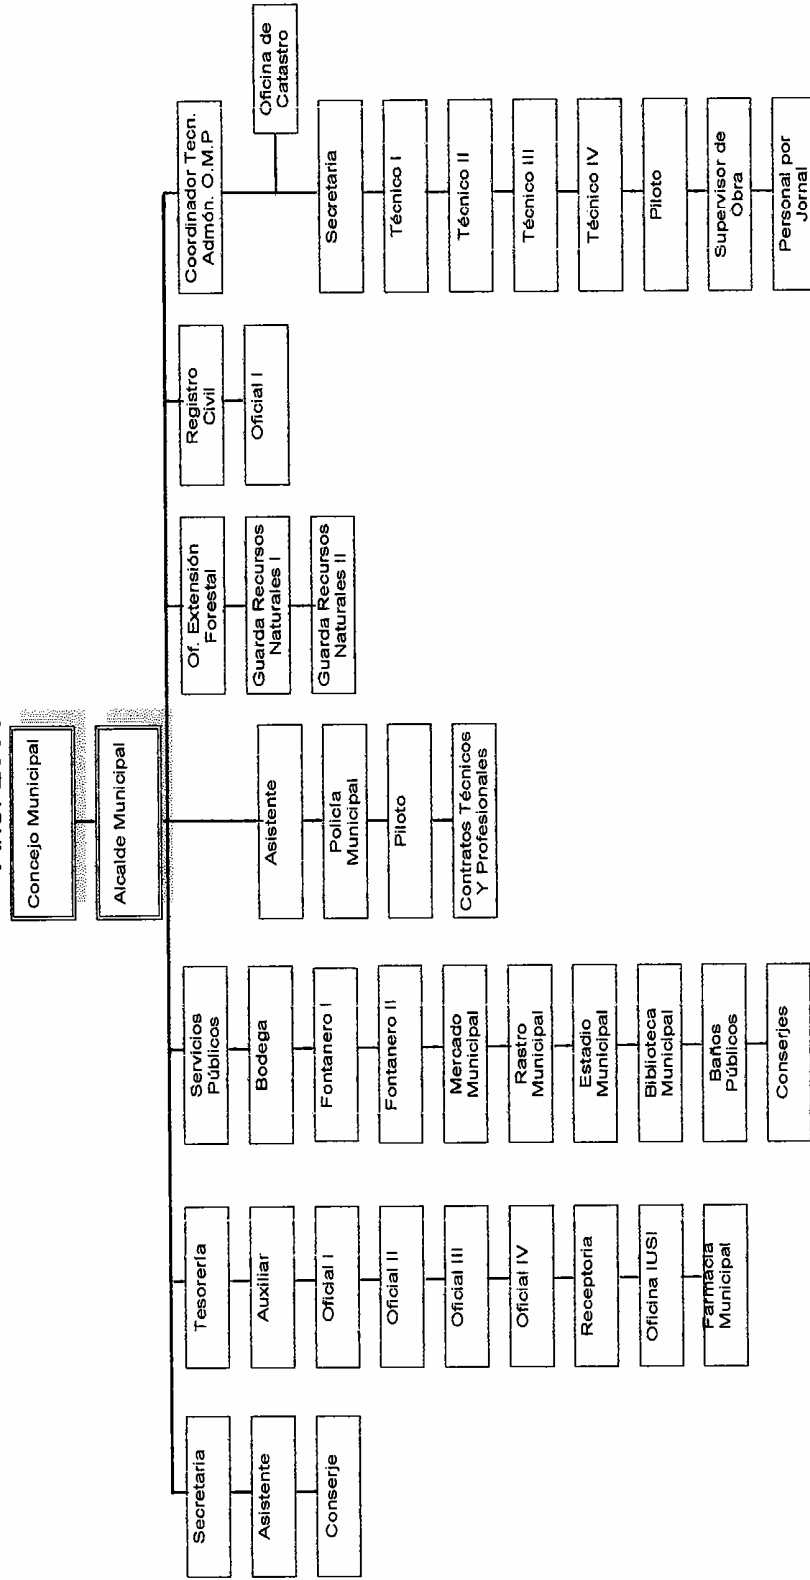 Concejo Municipal
Alcalde Municipal
Secretaria
Asistente
Conserje
Tesorería
Auxiliar
Oficial I
Oficial II
Oficial III
Oficial IV
Receptoria
Oficina IUSI
Farmacia
Municipal
Servicios
Públicos
Bodega
Fontanero I
Fontanero II
Mercado
Municipal
Rastro
Municipal
Estadio
Municipal
Biblioteca
Municipal
Baños
Públicos
Conserjes
Asistente
Policía
Municipal
Piloto
Contratos Técnicos
Y Profesionales
Of. Extensión
Forestal
Guarda Recursos
Naturales I
Guarda Recursos
Naturales II
Registro
Civil
Oficial I
Coordinador Tecn.
Admón. O.M.P
Oficina de
Catastro
Secretaria
Técnico I
Técnico II
Técnico III
Técnico IV
Piloto
Supervisor de
Obra
Personal por
Jornal